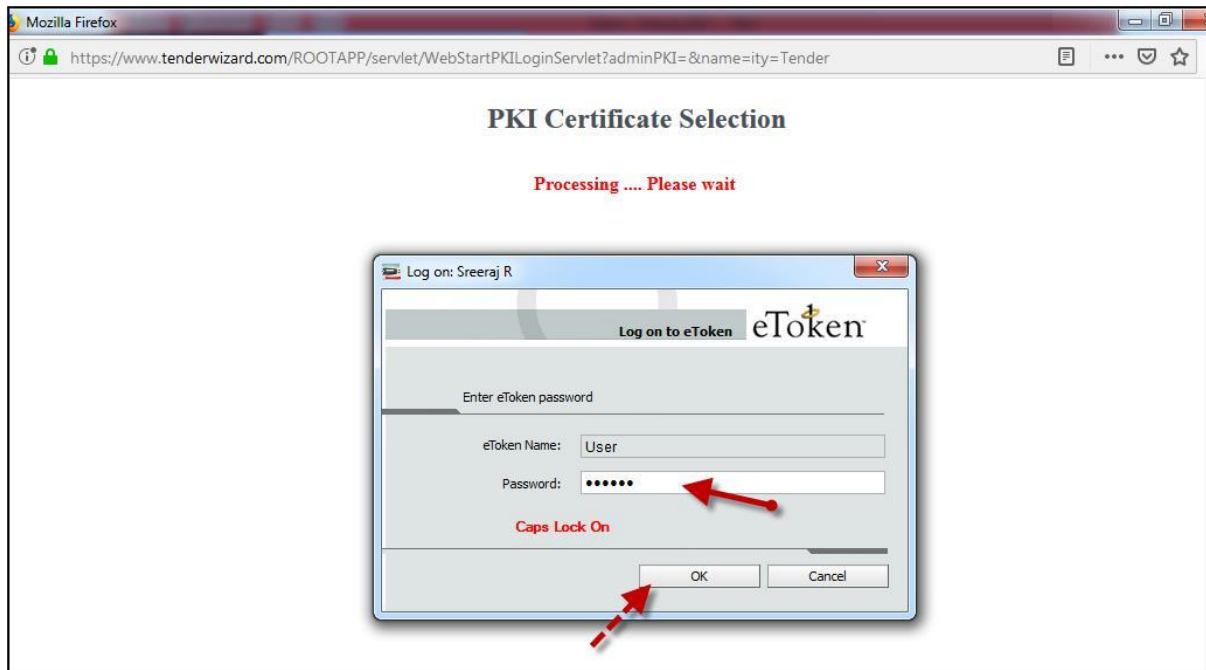 Mozilla Firefox
https://www.tenderwizard.com/ROOTAPP/servlet/WebStartPKILoginServlet?adminPKI=&name=ity=Tender
PKI Certificate Selection
Processing .... Please wait
Log on: Sreeraj R
Log on to eToken eToken
Enter eToken password
eToken Name: User
Password: ••••••
Caps Lock On
OK Cancel